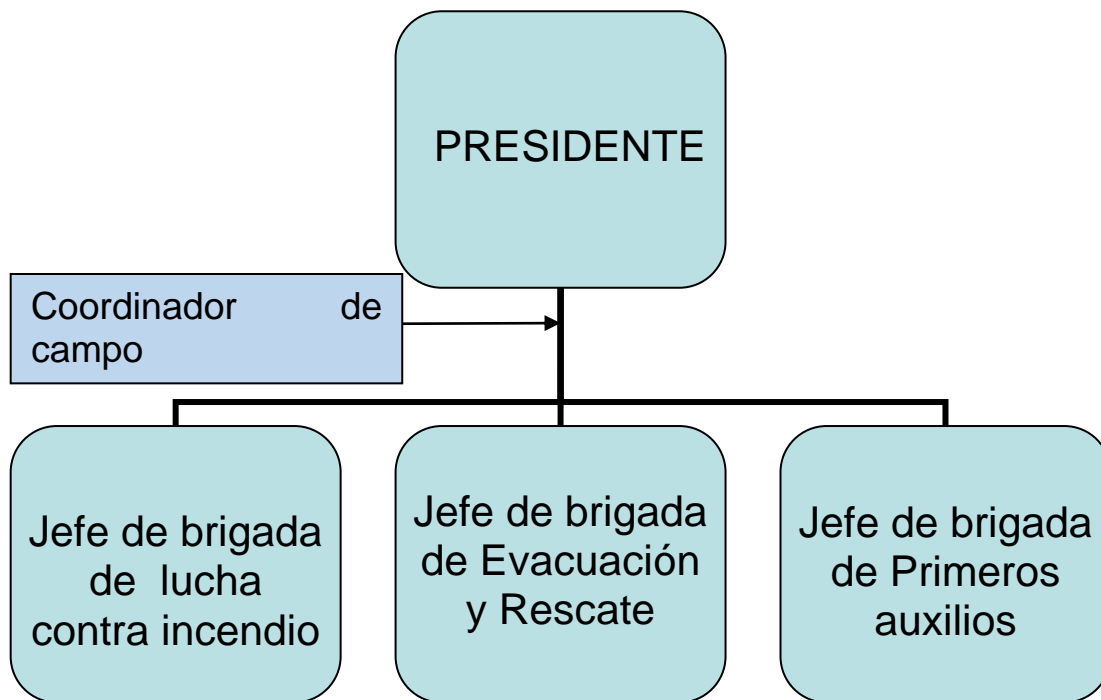 PRESIDENTE
Coordinador de
campo
Jefe de brigada
de lucha
contra incendio
Jefe de brigada
de Evacuación
y Rescate
Jefe de brigada
de Primeros
auxilios